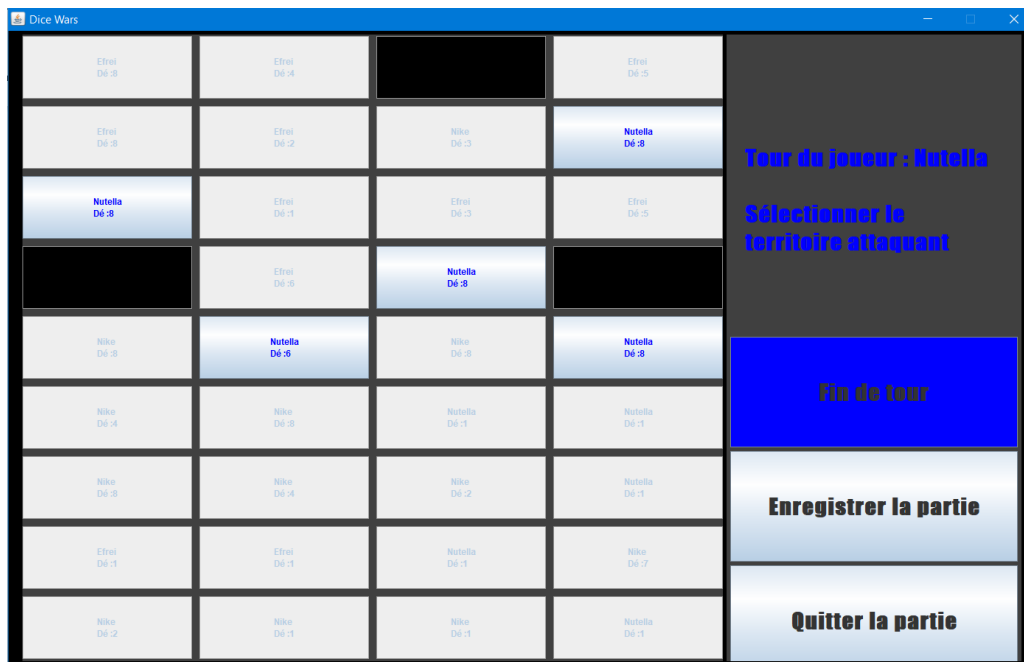 Dice Wars
Efrei
Dé :8
Efrei
Dé :4
Efrei
Dé :5
Efrei
Dé :8
Efrei
Dé :2
Nike
Dé :3
Nutella
Dé :8
Nutella
Dé :8
Efrei
Dé :1
Efrei
Dé :3
Efrei
Dé :5
Efrei
Dé :6
Nutella
Dé :8
Nike
Dé :8
Nutella
Dé :6
Nike
Dé :8
Nutella
Dé :8
Nike
Dé :4
Nike
Dé :8
Nutella
Dé :1
Nutella
Dé :1
Nike
Dé :8
Nike
Dé :4
Nike
Dé :2
Nutella
Dé :1
Efrei
Dé :1
Efrei
Dé :1
Nutella
Dé :1
Nike
Dé :7
Nike
Dé :2
Nike
Dé :1
Nike
Dé :1
Nutella
Dé :1
Tour du joueur : Nutella
Sélectionner le
territoire attaquant
Fin de tour
Enregistrer la partie
Quitter la partie